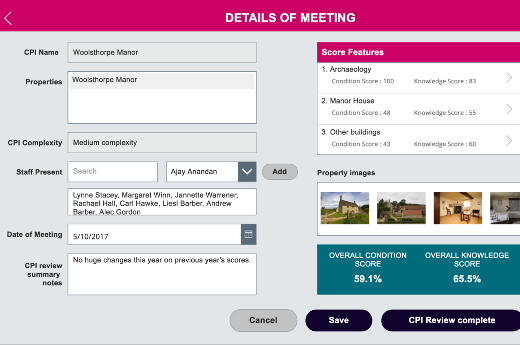 DETAILS OF MEETING
CPI Name
Woolsthorpe Manor
Properties
Woolsthorpe Manor
CPI Complexity
Medium complexity
Staff Present
Search
Ajay Anandan
Add
Lynne Stacey, Margaret Winn, Jannette Warrener,
Rachael Hall, Carl Hawke, Liesl Barber, Andrew
Barber, Alec Gordon
Date of Meeting
5/10/2017
CPI review
summary
notes
No huge changes this year on previous year's scores.
Score Features
1. Archaeology
Condition Score : 100 Knowledge Score : 83
2. Manor House
Condition Score : 48 Knowledge Score : 55
3. Other buildings
Condition Score : 43 Knowledge Score : 60
Property images
OVERALL CONDITION
SCORE
59.1%
OVERALL KNOWLEDGE
SCORE
65.5%
Cancel
Save
CPI Review complete